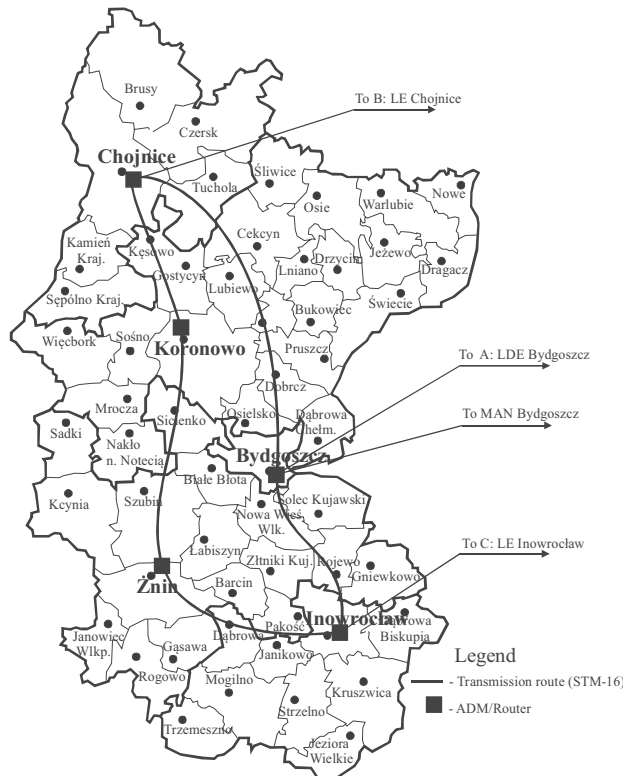 Brusy
To B: LE Chojnice
Czersk
Chojnice
Śliwice
Tuchola
Nowe
Osie
Warlubie
Cekcyn
Kamień
Kraj.
Kęsowo
Gostycyn
Lniano
Drzycim
Jeżewo
Dragacz
Lubiewo
Sępólno Kraj.
Świecie
Bukowiec
Więcbork
Sośno
Koronowo
Pruszcz
To A: LDE Bydgoszcz
Dobrcz
Mrocza
Sicienko
Osielsko
Dąbrowa
Chełm.
To MAN Bydgoszcz
Sadki
Nakło
n. Notecią
Bydgoszcz
Białe Błota
Kcynia
Szubin
Solec Kujawski
Nowa Wieś
Wlk.
To C: LE Inowrocław
Łabiszyn
Złtniki Kuj.
Rojewo
Gniewkowo
Żnin
Barcin
Inowrocław
Pakość
Dąbrowa
Biskupia
Janowiec
Wlkp.
Dąbrowa
Janikowo
Gąsawa
Rogowo
Legend
- Transmission route (STM-16)
Mogilno
Kruszwica
Strzelno
- ADM/Router
Trzemeszno
Jeziora
Wielkie